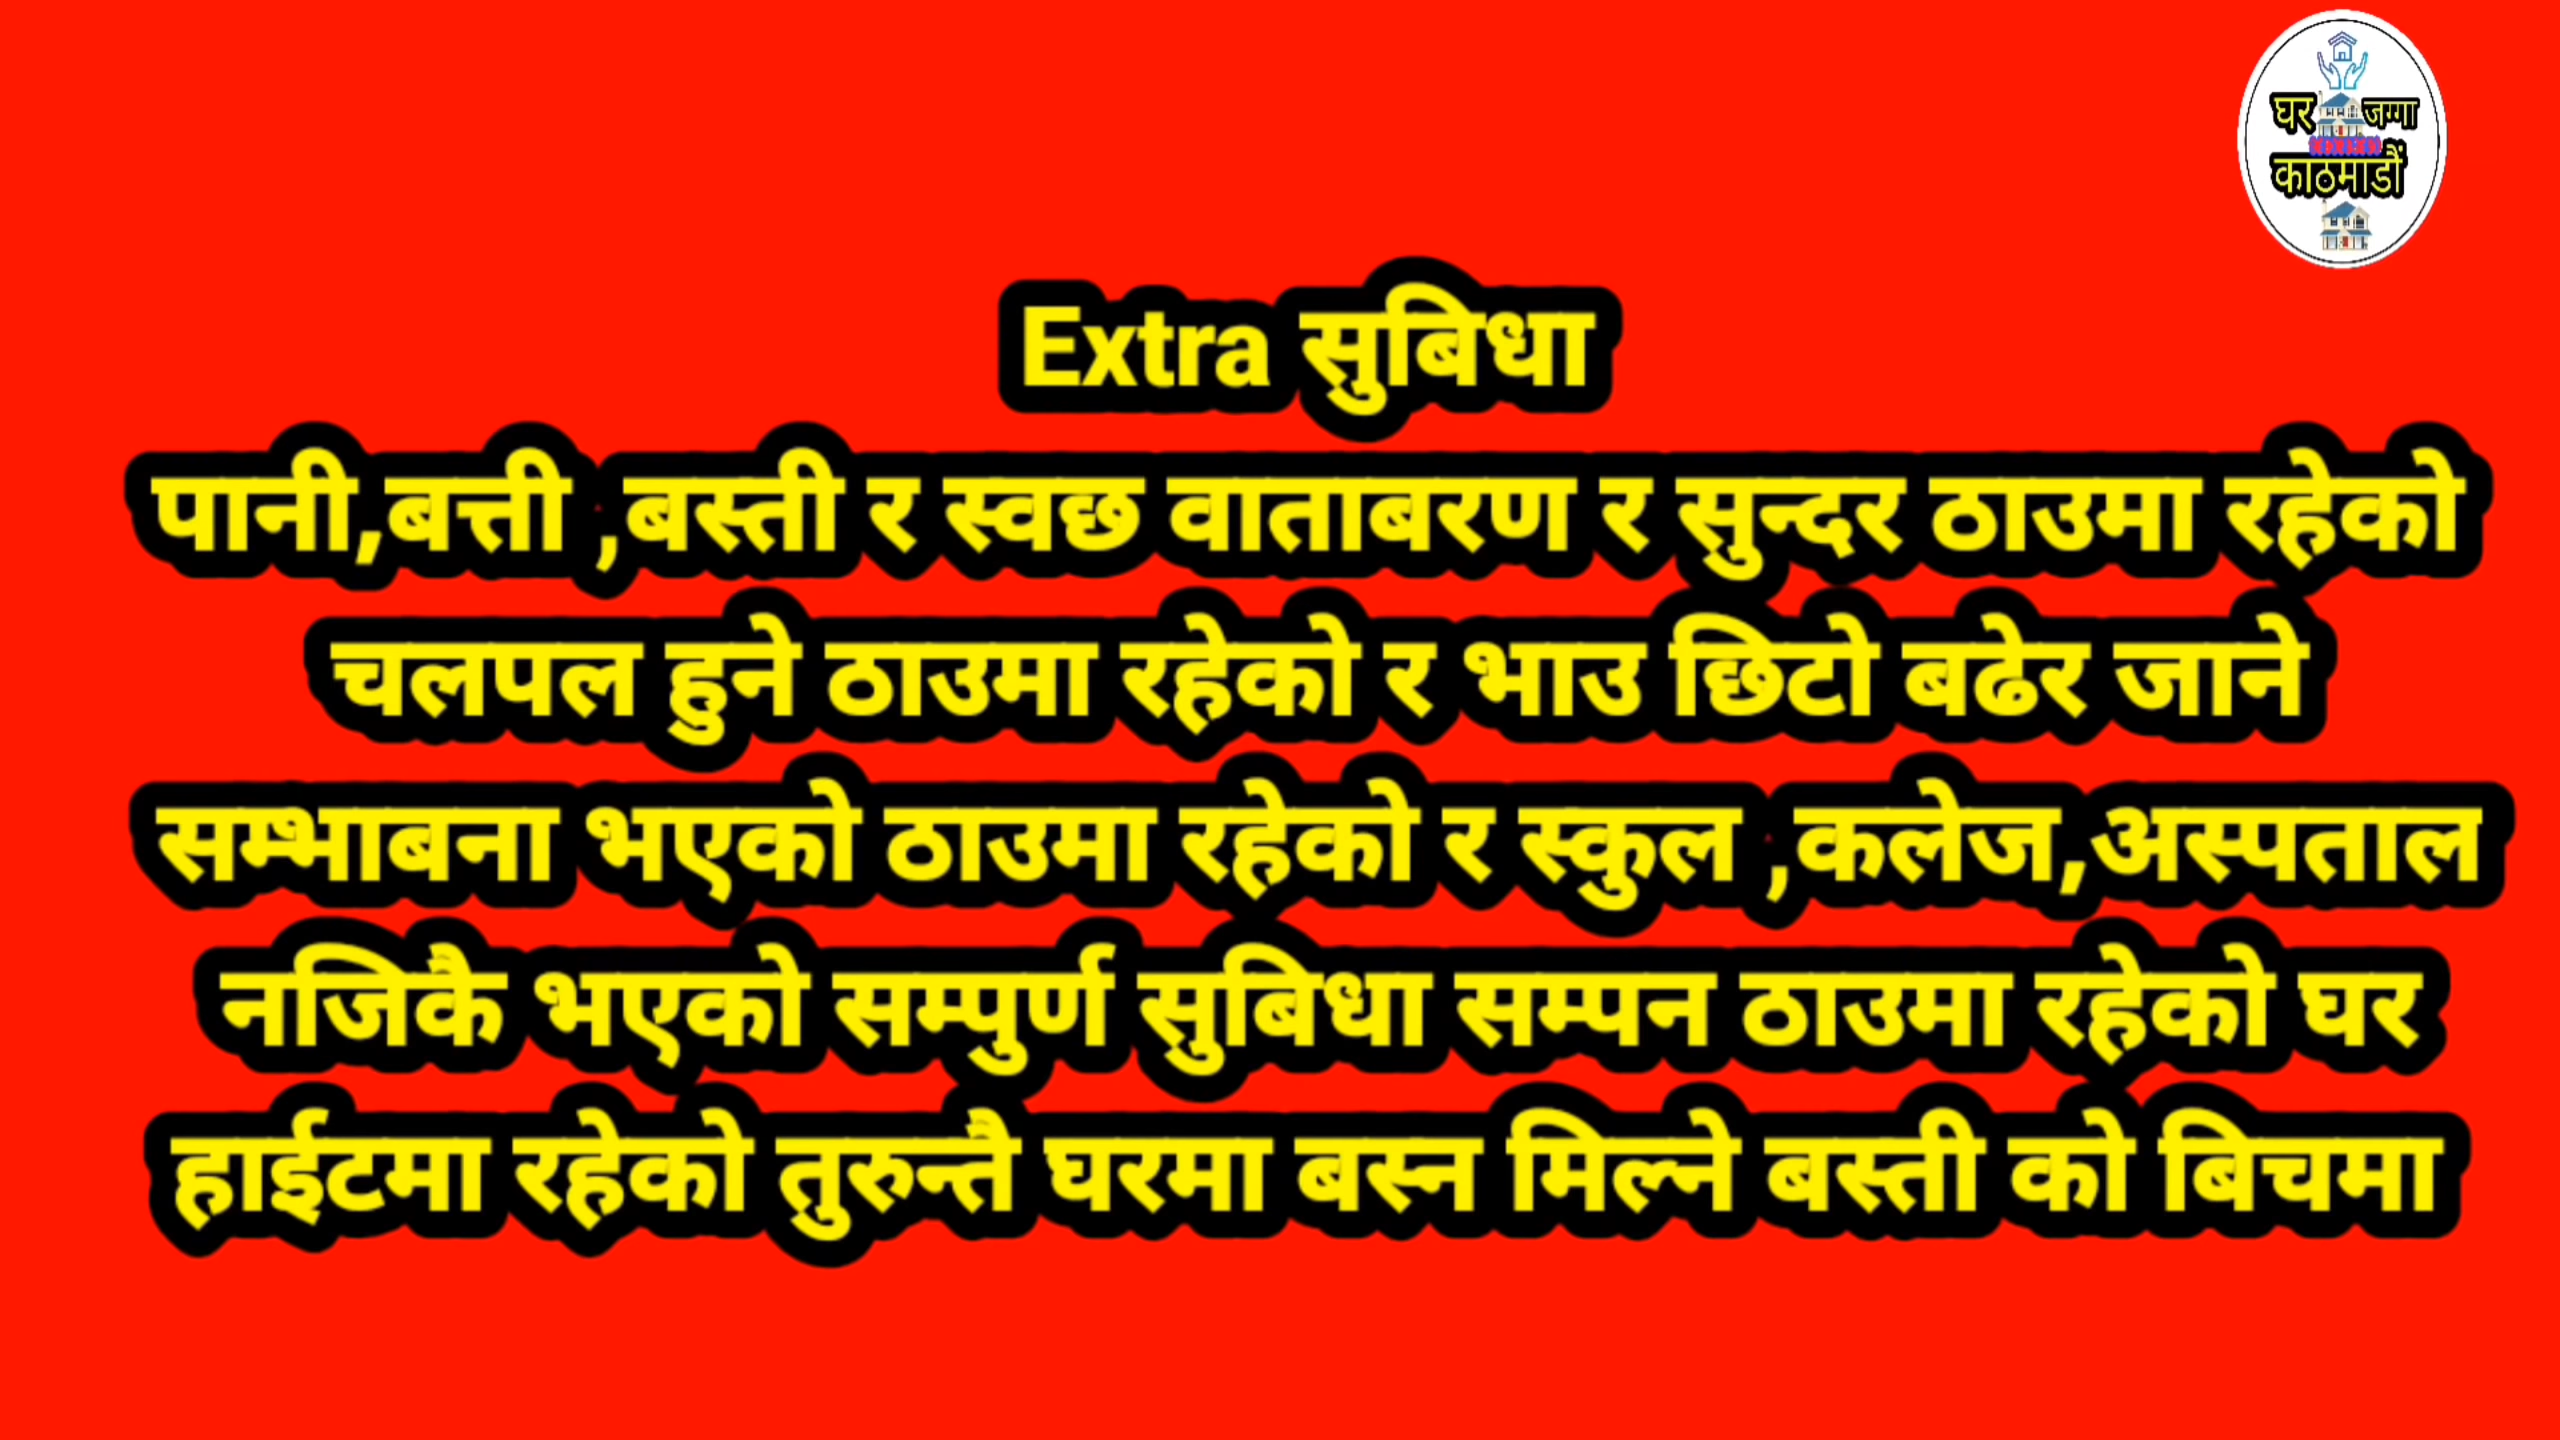 घर जग्गा
काठमाडौं
Extra सुबिधा
पानी,बत्ती ,बस्ती र स्वछ वाताबरण र सुन्दर ठाउमा रहेको
चलपल हुने ठाउमा रहेको र भाउ छिटो बढेर जाने
सम्भाबना भएको ठाउमा रहेको र स्कुल ,कलेज,अस्पताल
नजिकै भएको सम्पुर्ण सुबिधा सम्पन ठाउमा रहेको घर
हाईटमा रहेको तुरुन्तै घरमा बस्न मिल्ने बस्ती को बिचमा